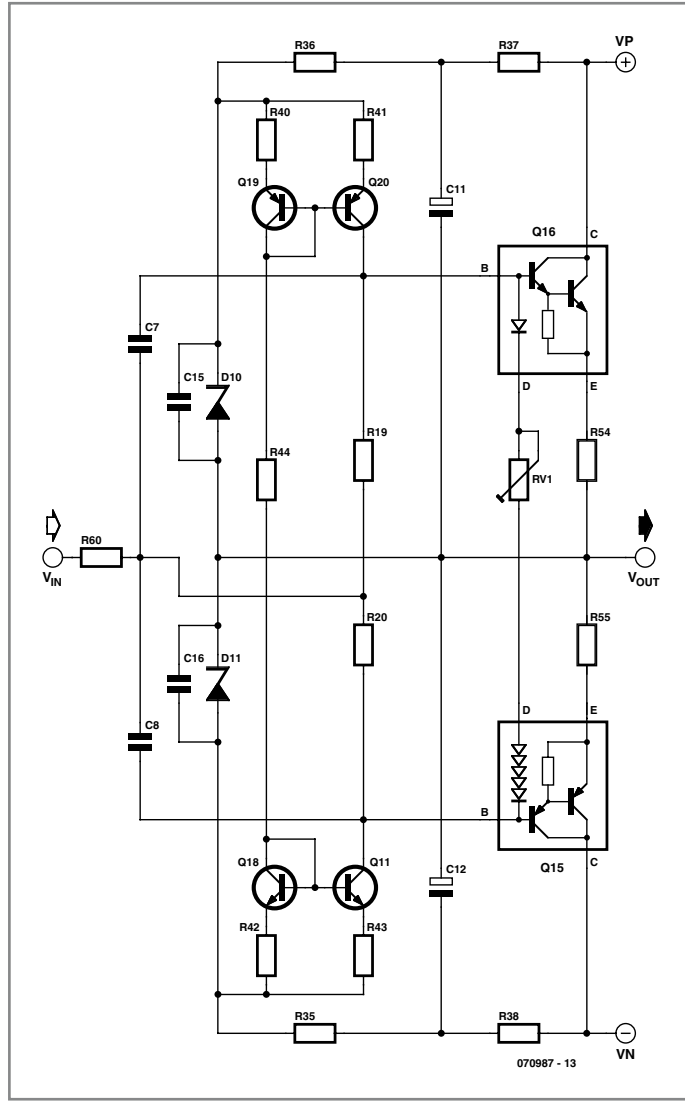 R36
R37
VP
R40
R41
Q19
Q20
C11
Q16
C
B
C7
C15
D10
D
E
R19
R54
R44
RV1
R60
VIN
VOUT
R20
R55
C16
D11
D
E
C8
B
Q18
Q11
C12
C
Q15
R42
R43
R35
R38
VN
070987 - 13